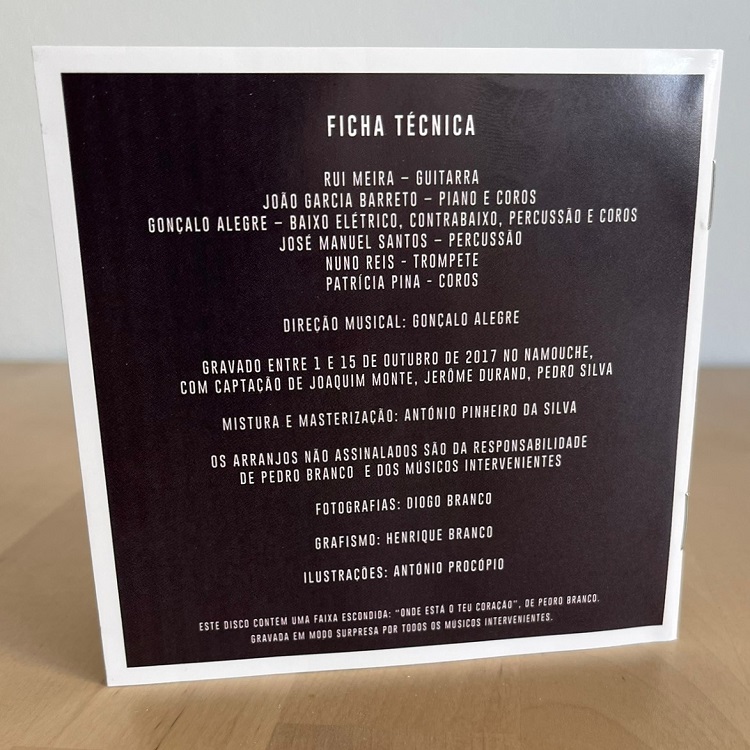 FICHA TÉCNICA
RUI MEIRA – GUITARRA
JOÃO GARCIA BARRETO – PIANO E COROS
GONÇALO ALEGRE – BAIXO ELÉTRICO, CONTRABAIXO, PERCUSSÃO E COROS
JOSÉ MANUEL SANTOS – PERCUSSÃO
NUNO REIS - TROMPETE
PATRÍCIA PINA - COROS
DIREÇÃO MUSICAL: GONÇALO ALEGRE
GRAVADO ENTRE 1 E 15 DE OUTUBRO DE 2017 NO NAMOUCHE,
COM CAPTAÇÃO DE JOAQUIM MONTE, JERÓME DURAND, PEDRO SILVA
MISTURA E MASTERIZAÇÃO: ANTÓNIO PINHEIRO DA SILVA
OS ARRANJOS NÃO ASSINALADOS SÃO DA RESPONSABILIDADE
DE PEDRO BRANCO E DOS MÚSICOS INTERVENIENTES
FOTOGRAFIAS: DIOGO BRANCO
GRAFISMO: HENRIQUE BRANCO
ILUSTRAÇÕES: ANTÓNIO PROCÓPIO
ESTE DISCO CONTEM UMA FAIXA ESCONDIDA: "ONDE ESTÁ O TEU CORAÇÃO", DE PEDRO BRANCO.
GRAVADA EM MODO SURPRESA POR TODOS OS MÚSICOS INTERVENIENTES.